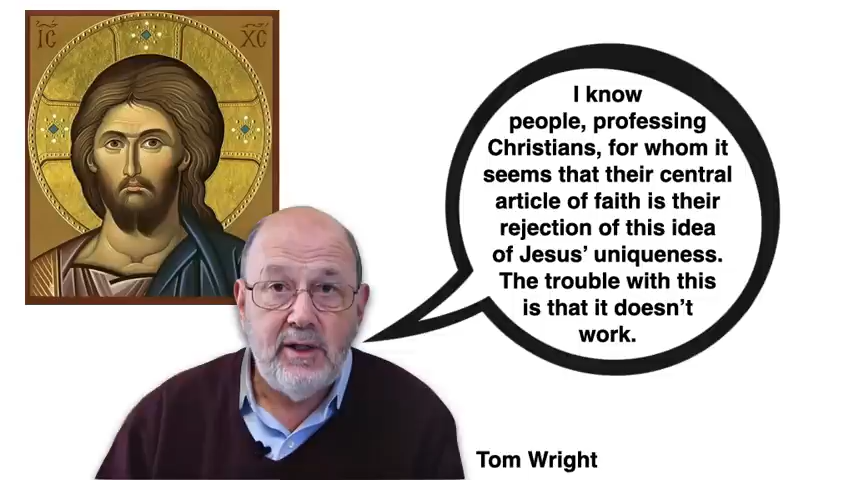 IC XC
I know
people, professing
Christians, for whom it
seems that their central
article of faith is their
rejection of this idea
of Jesus’ uniqueness.
The trouble with this
is that it doesn’t
work.
Tom Wright